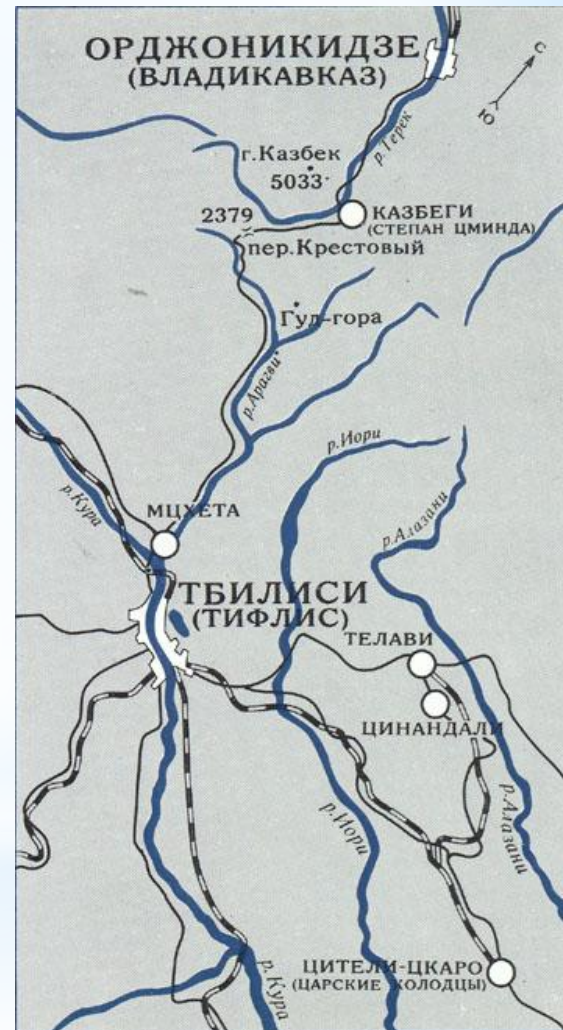 ОРДЖОНИКИДЗЕ
(ВЛАДИКАВКАЗ)
С
Ю
р. Терек
г. Казбек
5033
2379
КАЗБЕГИ
(СТЕПАН ЦМИНДА)
пер. Крестовый
Гуд-гора
р. Арагви
р. Иори
р. Кура
МЦХЕТА
р. Алазани
ТБИЛИСИ
(ТИФЛИС)
ТЕЛАВИ
ЦИНАНДАЛИ
р. Иори
р. Алазани
р. Кура
ЦИТЕЛИ-ЦКАРО
(ЦАРСКИЕ КОЛОДЦЫ)